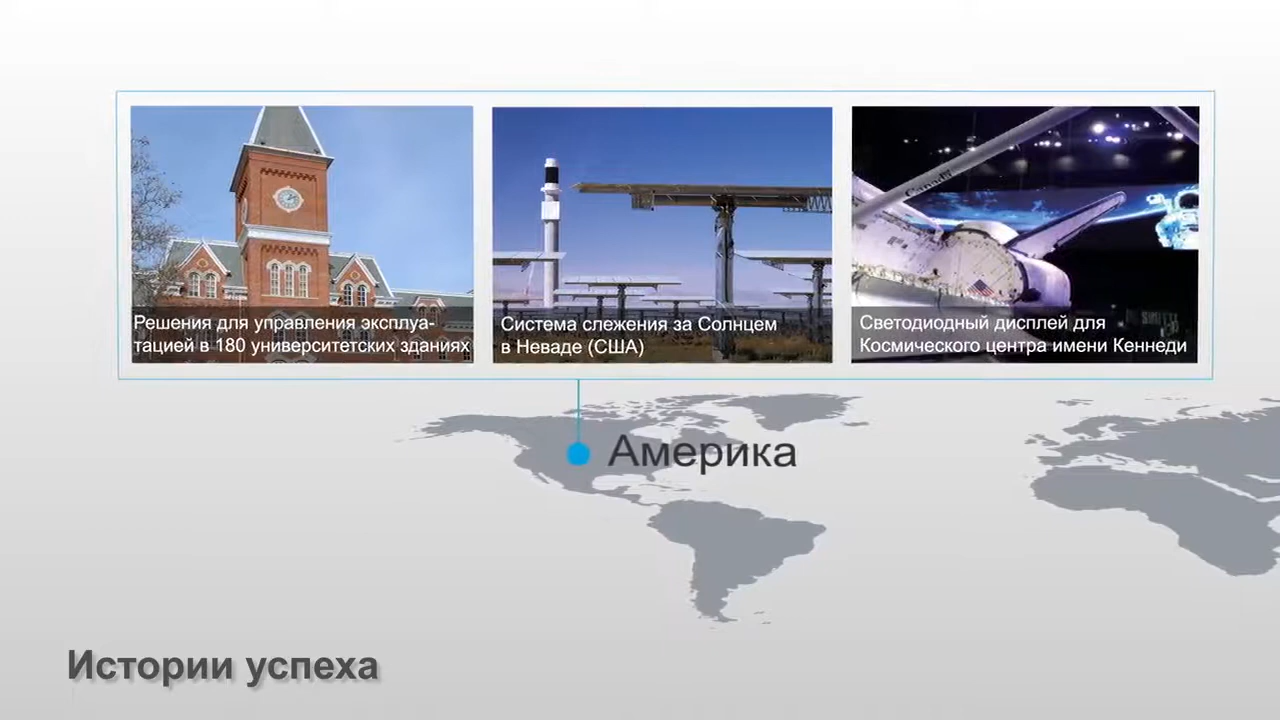 Решения для управления эксплуа-
тацией в 180 университетских зданиях
Система слежения за Солнцем
в Неваде (США)
Canada
Светодиодный дисплей для
Космического центра имени Кеннеди
Америка
Истории успеха